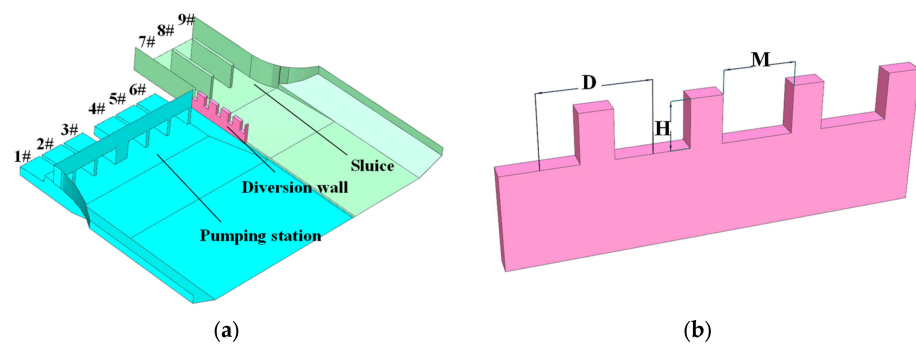 9#
8#
7#
6#
5#
4#
3#
2#
1#
Sluice
Diversion wall
Pumping station
(a)
D
M
H
(b)